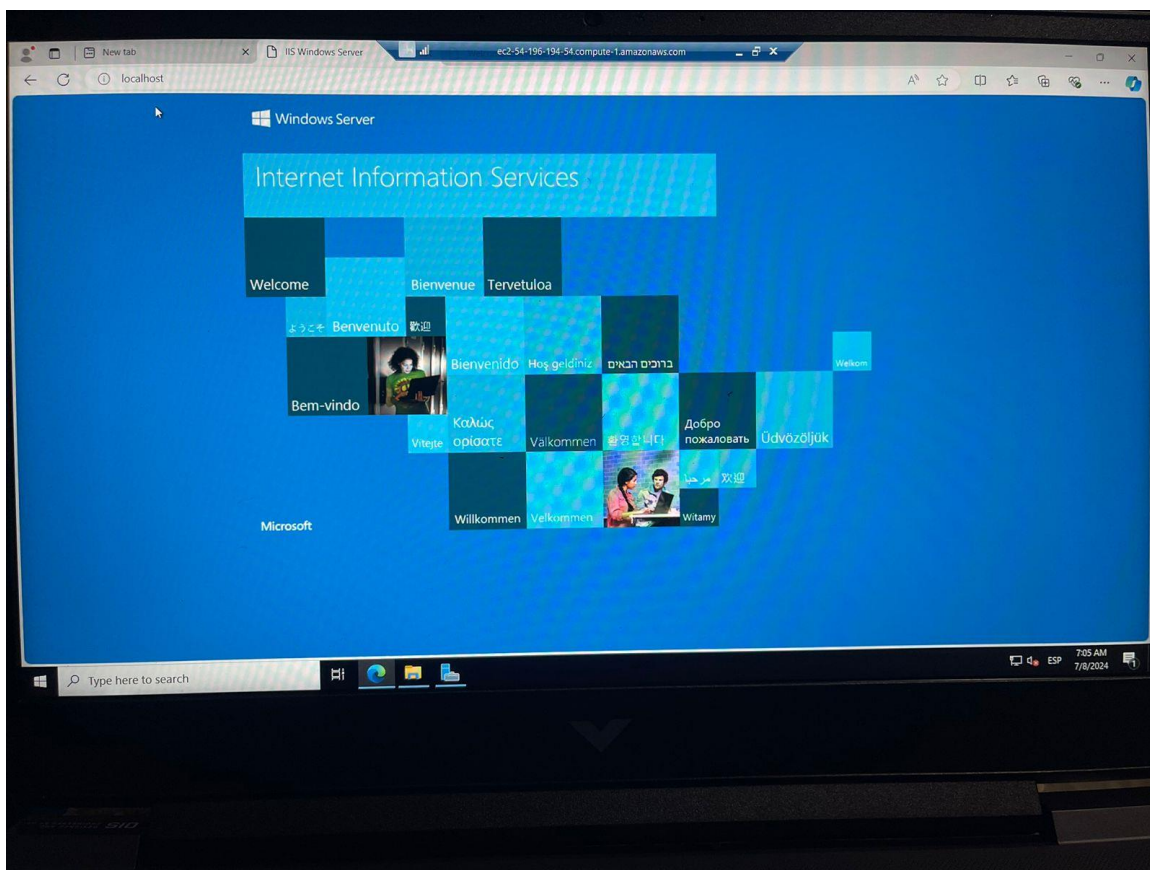 New tab
IIS Windows Server
ec2-54-196-194-54.compute-1.amazonaws.com
localhost
Windows Server
Internet Information Services
Welcome
Bienvenue
Tervetuloa
ようこそ
Benvenuto
歡迎
Bienvenido
Hoş geldiniz
ברוכים הבאים
Welkom
Bem-vindo
Vítejte
Καλώς
ορίσατε
Välkommen
환영합니다
Добро
пожаловать
Üdvözöljük
Microsoft
Willkommen
Velkommen
مرحبا
欢迎
Witamy
Type here to search
ESP
7:05 AM
7/8/2024